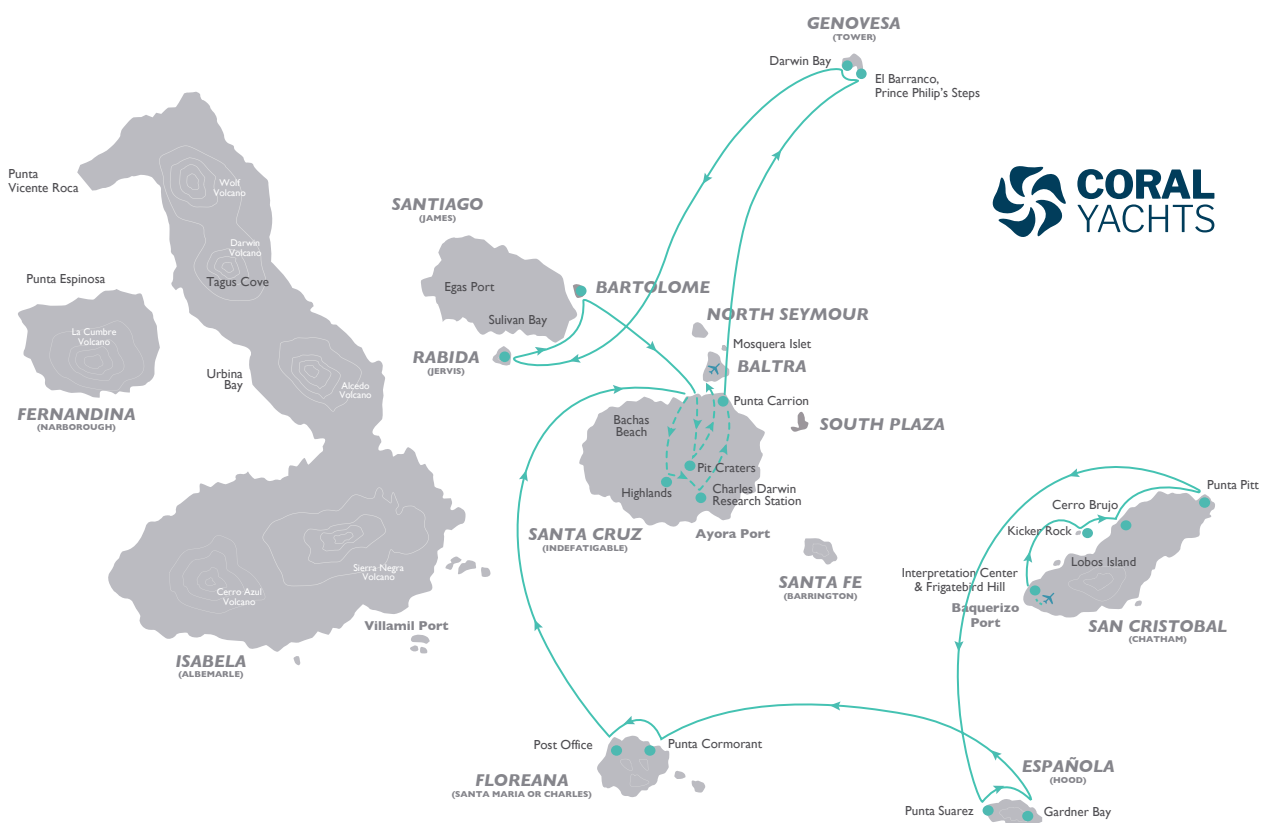 GENOVESA
(TOWER)
Darwin Bay
El Barranco,
Prince Philip's Steps
Punta
Vicente Roca
Wolf
Volcano
CORAL
YACHTS
SANTIAGO
(JAMES)
Darwin
Volcano
Tagus Cove
Punta Espinosa
Egas Port
BARTOLOME
Sulivan Bay
NORTH SEYMOUR
La Cumbre
Volcano
Mosquera Islet
RABIDA
(JERVIS)
BALTRA
Urbina
Bay
Alcedo
Volcano
Punta Carrion
FERNANDINA
(NARBOROUGH)
Bachas
Beach
SOUTH PLAZA
Pit Craters
Highlands
Charles Darwin
Research Station
Punta Pitt
Cerro Brujo
SANTA CRUZ
(INDEFATIGABLE)
Ayora Port
Kicker Rock
Lobos Island
SANTA FE
(BARRINGTON)
Interpretation Center
& Frigatebird Hill
Sierra Negra
Volcano
Cerro Azul
Volcano
Baquerizo
Port
Villamil Port
SAN CRISTOBAL
(CHATHAM)
ISABELA
(ALBEMARLE)
Post Office
Punta Cormorant
FLOREANA
(SANTA MARIA OR CHARLES)
ESPAÑOLA
(HOOD)
Punta Suarez
Gardner Bay